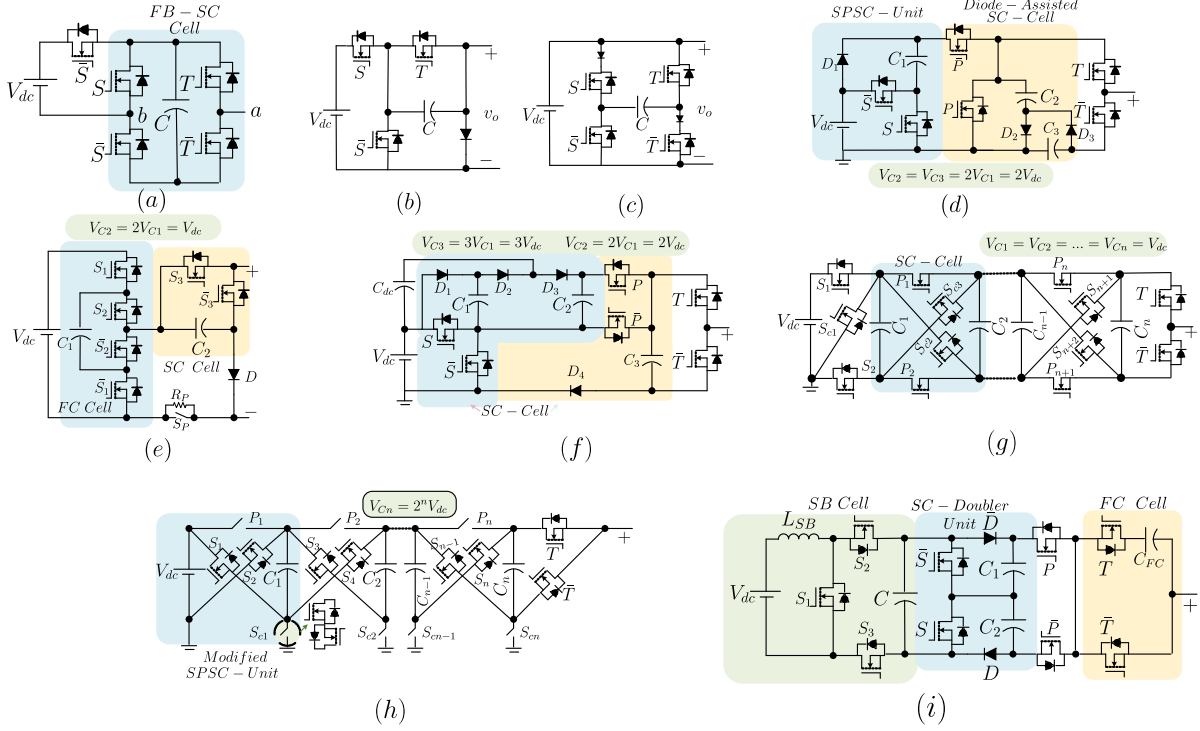 FB – SC
Cell
S̄
V_dc
S
T
b
C
a
S̄
T̄
(a)
S
T
V_dc
C
v_o
S̄
+
−
(b)
+
S
T
V_dc
C
v_o
S̄
T
−
(c)
SPSC – Unit
Diode – Assisted
SC – Cell
D_1
C_1
P̄
T
S̄
P
C_2
+
V_dc
S
D_2
C_3
D_3
T̄
V_C2 = V_C3 = 2V_C1 = 2V_dc
(d)
V_C2 = 2V_C1 = V_dc
S_1
S_3
+
S_2
S̄_3
V_dc
C_1
S̄_2
C_2
SC Cell
S̄_1
D
FC Cell
R_P
S_P
−
(e)
V_C3 = 3V_C1 = 3V_dc
V_C2 = 2V_C1 = 2V_dc
C_dc
D_1
D_2
D_3
P
T
C_1
C_2
S
P̄
+
V_dc
S̄
C_3
T̄
D_4
SC – Cell
(f)
V_C1 = V_C2 = ... = V_Cn = V_dc
SC – Cell
S_1
P_1
P_n
S_c1
S_c3
S_n+1
T
V_dc
C_1
C_2
C_n−1
C_n
+
S_c2
S_n+2
T̄
S_2
P_2
P_n+1
(g)
V_Cn = 2^n V_dc
P_1
P_2
P_n
T
+
S_1
S_3
S_n−1
V_dc
S_2
C_1
S_4
C_2
C_n−1
S_n
C_n
T̄
S_c1
S_c2
S_cn−1
S_cn
Modified
SPSC – Unit
(h)
SB Cell
SC – Doubler
Unit
FC Cell
L_SB
D̄
S_2
S̄
P
T
C_FC
C_1
V_dc
S_1
C
+
S
C_2
S_3
P̄
T̄
D
(i)